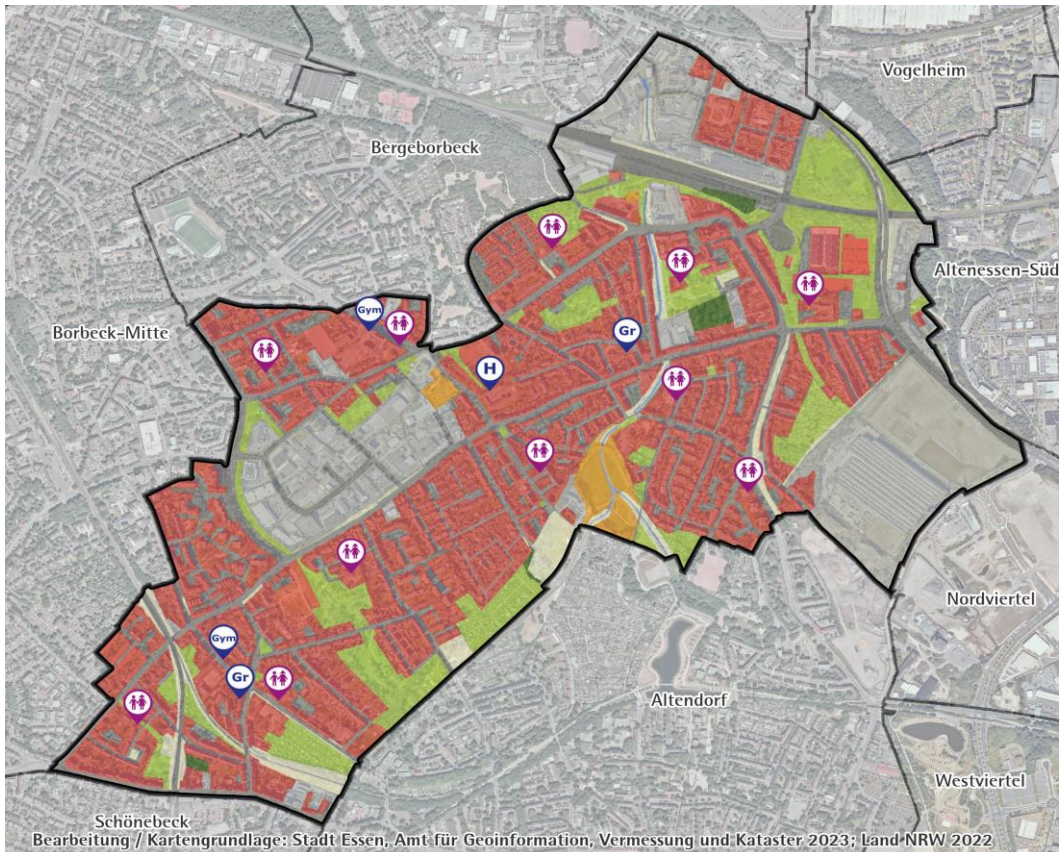 Vogelheim
Bergeborbeck
Altenessen-Süd
Gym
Borbeck-Mitte
Gr
H
Nordviertel
Gym
Gr
Altendorf
Westviertel
Schönebeck
Bearbeitung / Kartengrundlage: Stadt Essen, Amt für Geoinformation, Vermessung und Kataster 2023; Land NRW 2022